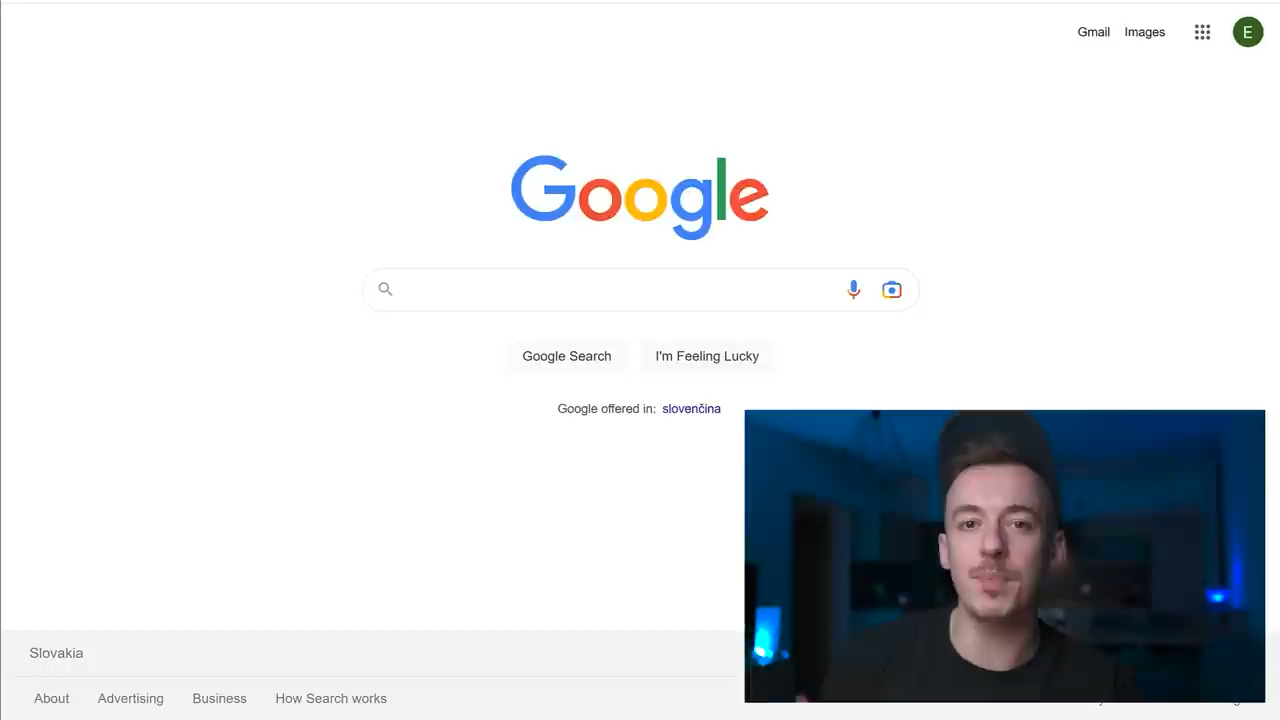 Gmail Images E
Google
Google Search I'm Feeling Lucky
Google offered in: slovenčina
Slovakia
About Advertising Business How Search works